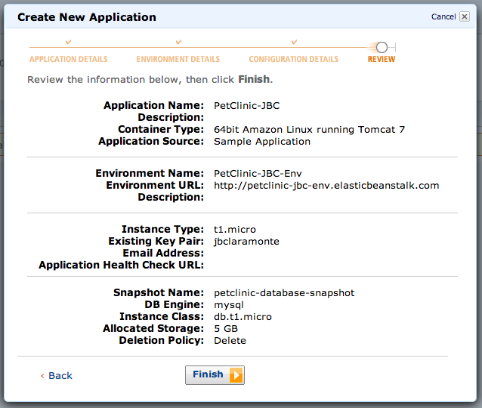 Create New Application
Cancel
APPLICATION DETAILS ENVIRONMENT DETAILS CONFIGURATION DETAILS REVIEW
Review the information below, then click Finish.
Application Name: PetClinic-JBC
Description:
Container Type: 64bit Amazon Linux running Tomcat 7
Application Source: Sample Application
Environment Name: PetClinic-JBC-Env
Environment URL: http://petclinic-jbc-env.elasticbeanstalk.com
Description:
Instance Type: t1.micro
Existing Key Pair: jbclaramonte
Email Address:
Application Health Check URL:
Snapshot Name: petclinic-database-snapshot
DB Engine: mysql
Instance Class: db.t1.micro
Allocated Storage: 5 GB
Deletion Policy: Delete
Back
Finish